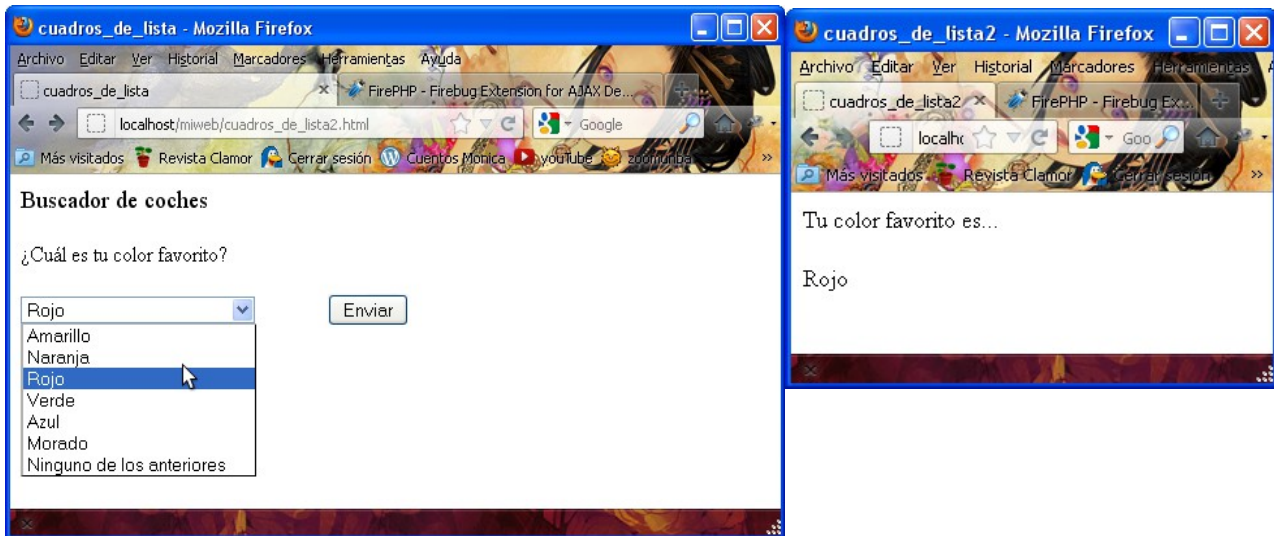 cuadros_de_lista - Mozilla Firefox
Archivo Editar Ver Historial Marcadores Herramientas Ayuda
cuadros_de_lista
FirePHP - Firebug Extension for AJAX De...
localhost/miweb/cuadros_de_lista2.html
Google
Más visitados Revista Clamor Cerrar sesión Cuentos Monica youTube zoomunba
Buscador de coches
¿Cuál es tu color favorito?
Rojo
Enviar
Amarillo
Naranja
Rojo
Verde
Azul
Morado
Ninguno de los anteriores
cuadros_de_lista2 - Mozilla Firefox
Archivo Editar Ver Historial Marcadores Herramientas
cuadros_de_lista2
FirePHP - Firebug Ex...
localhc
Goo
Más visitados Revista Clamor Cerrar sesión
Tu color favorito es...
Rojo